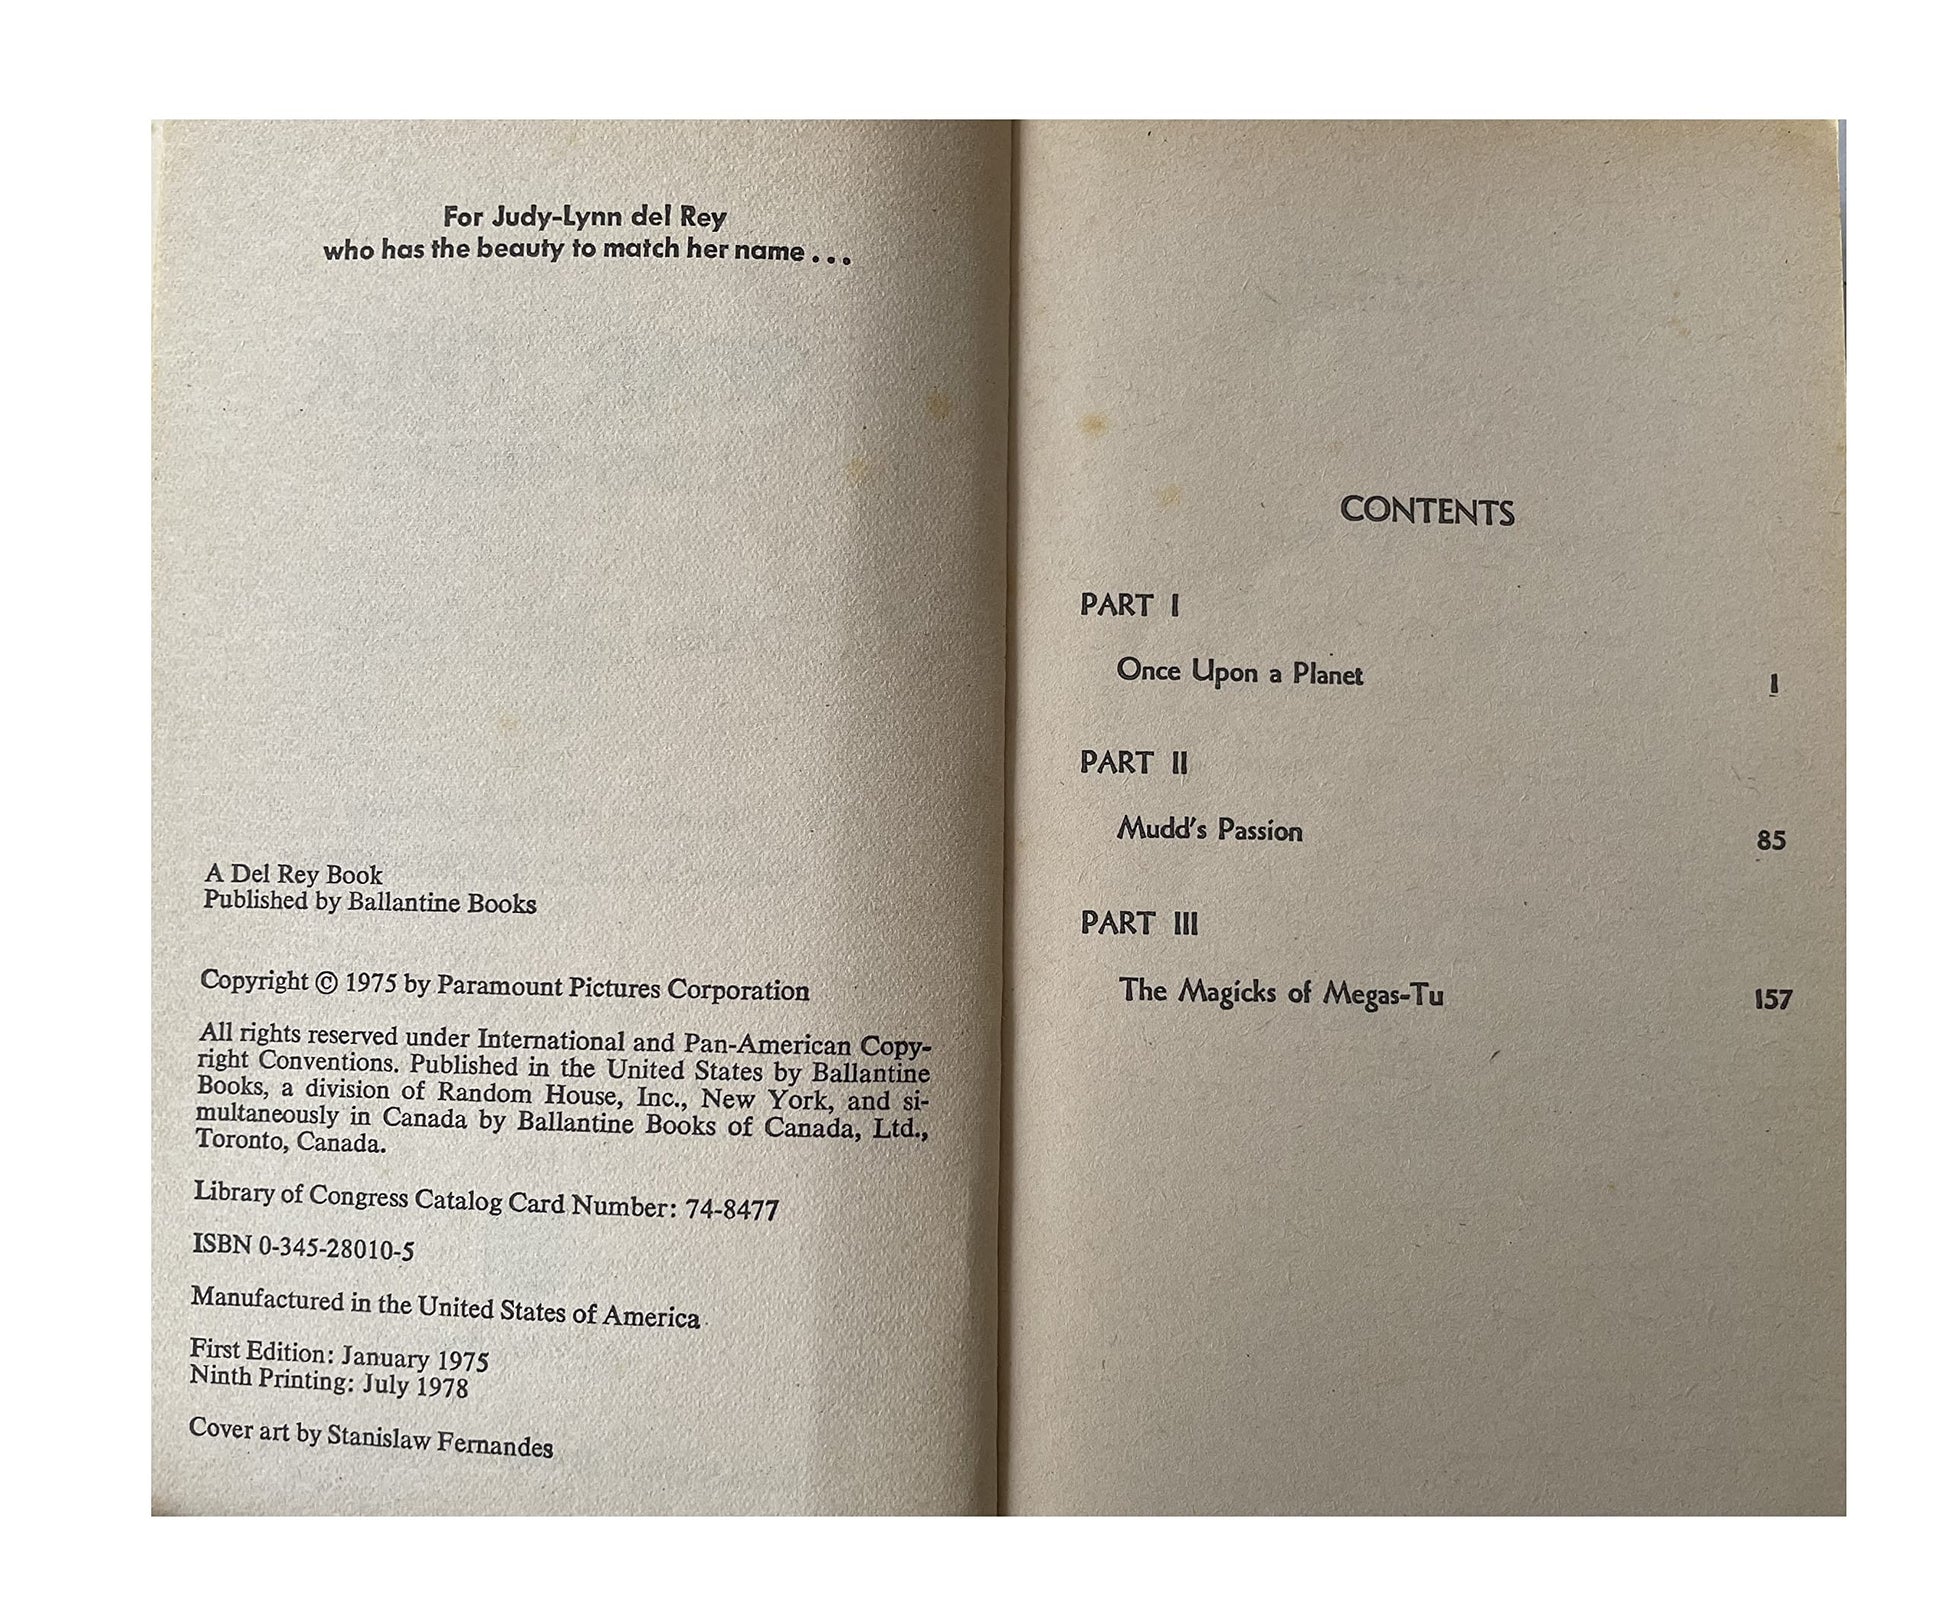 For Judy-Lynn del Rey
who has the beauty to match her name . . .
A Del Rey Book
Published by Ballantine Books
Copyright © 1975 by Paramount Pictures Corporation
All rights reserved under International and Pan-American Copy-
right Conventions. Published in the United States by Ballantine
Books, a division of Random House, Inc., New York, and si-
multaneously in Canada by Ballantine Books of Canada, Ltd.,
Toronto, Canada.
Library of Congress Catalog Card Number: 74-8477
ISBN 0-345-28010-5
Manufactured in the United States of America
First Edition: January 1975
Ninth Printing: July 1978
Cover art by Stanislaw Fernandes
CONTENTS
PART I
Once Upon a Planet 1
PART II
Mudd's Passion 85
PART III
The Magicks of Megas-Tu 157